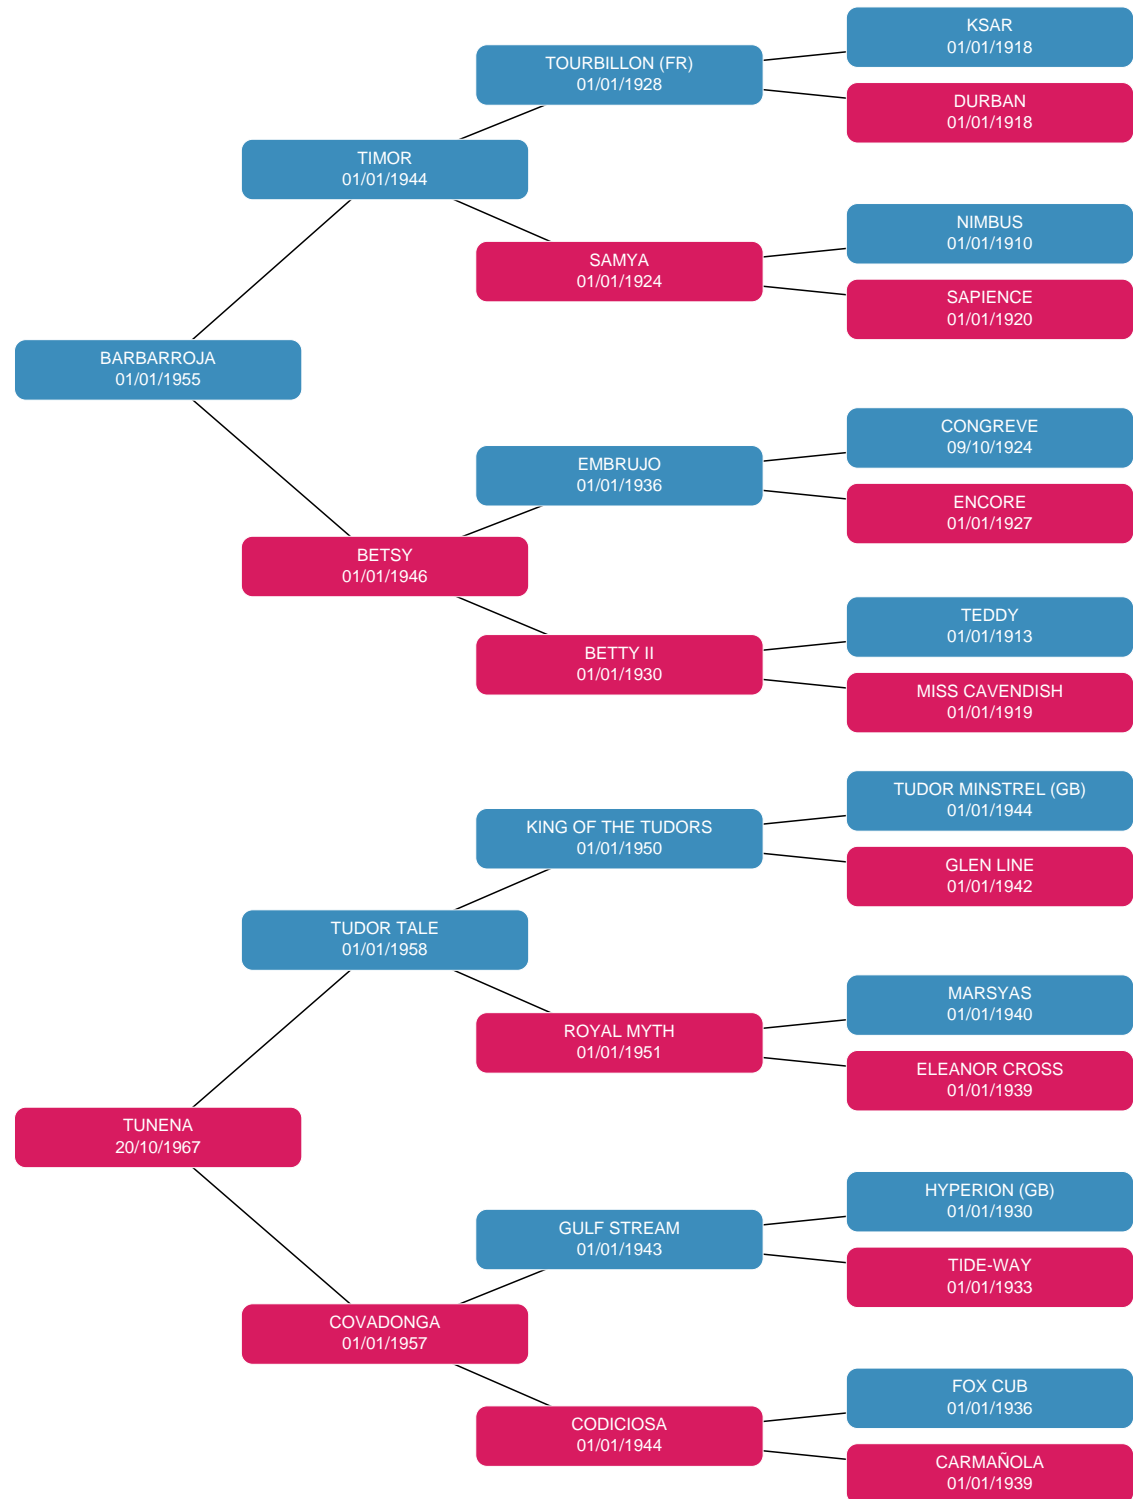 KSAR
01/01/1918
TOURBILLON (FR)
01/01/1928
DURBAN
01/01/1918
TIMOR
01/01/1944
NIMBUS
01/01/1910
SAMYA
01/01/1924
SAPIENCE
01/01/1920
BARBARROJA
01/01/1955
CONGREVE
09/10/1924
EMBRUJO
01/01/1936
ENCORE
01/01/1927
BETSY
01/01/1946
TEDDY
01/01/1913
BETTY II
01/01/1930
MISS CAVENDISH
01/01/1919
TUDOR MINSTREL (GB)
01/01/1944
KING OF THE TUDORS
01/01/1950
GLEN LINE
01/01/1942
TUDOR TALE
01/01/1958
MARSYAS
01/01/1940
ROYAL MYTH
01/01/1951
ELEANOR CROSS
01/01/1939
TUNENA
20/10/1967
HYPERION (GB)
01/01/1930
GULF STREAM
01/01/1943
TIDE-WAY
01/01/1933
COVADONGA
01/01/1957
FOX CUB
01/01/1936
CODICIOSA
01/01/1944
CARMAÑOLA
01/01/1939